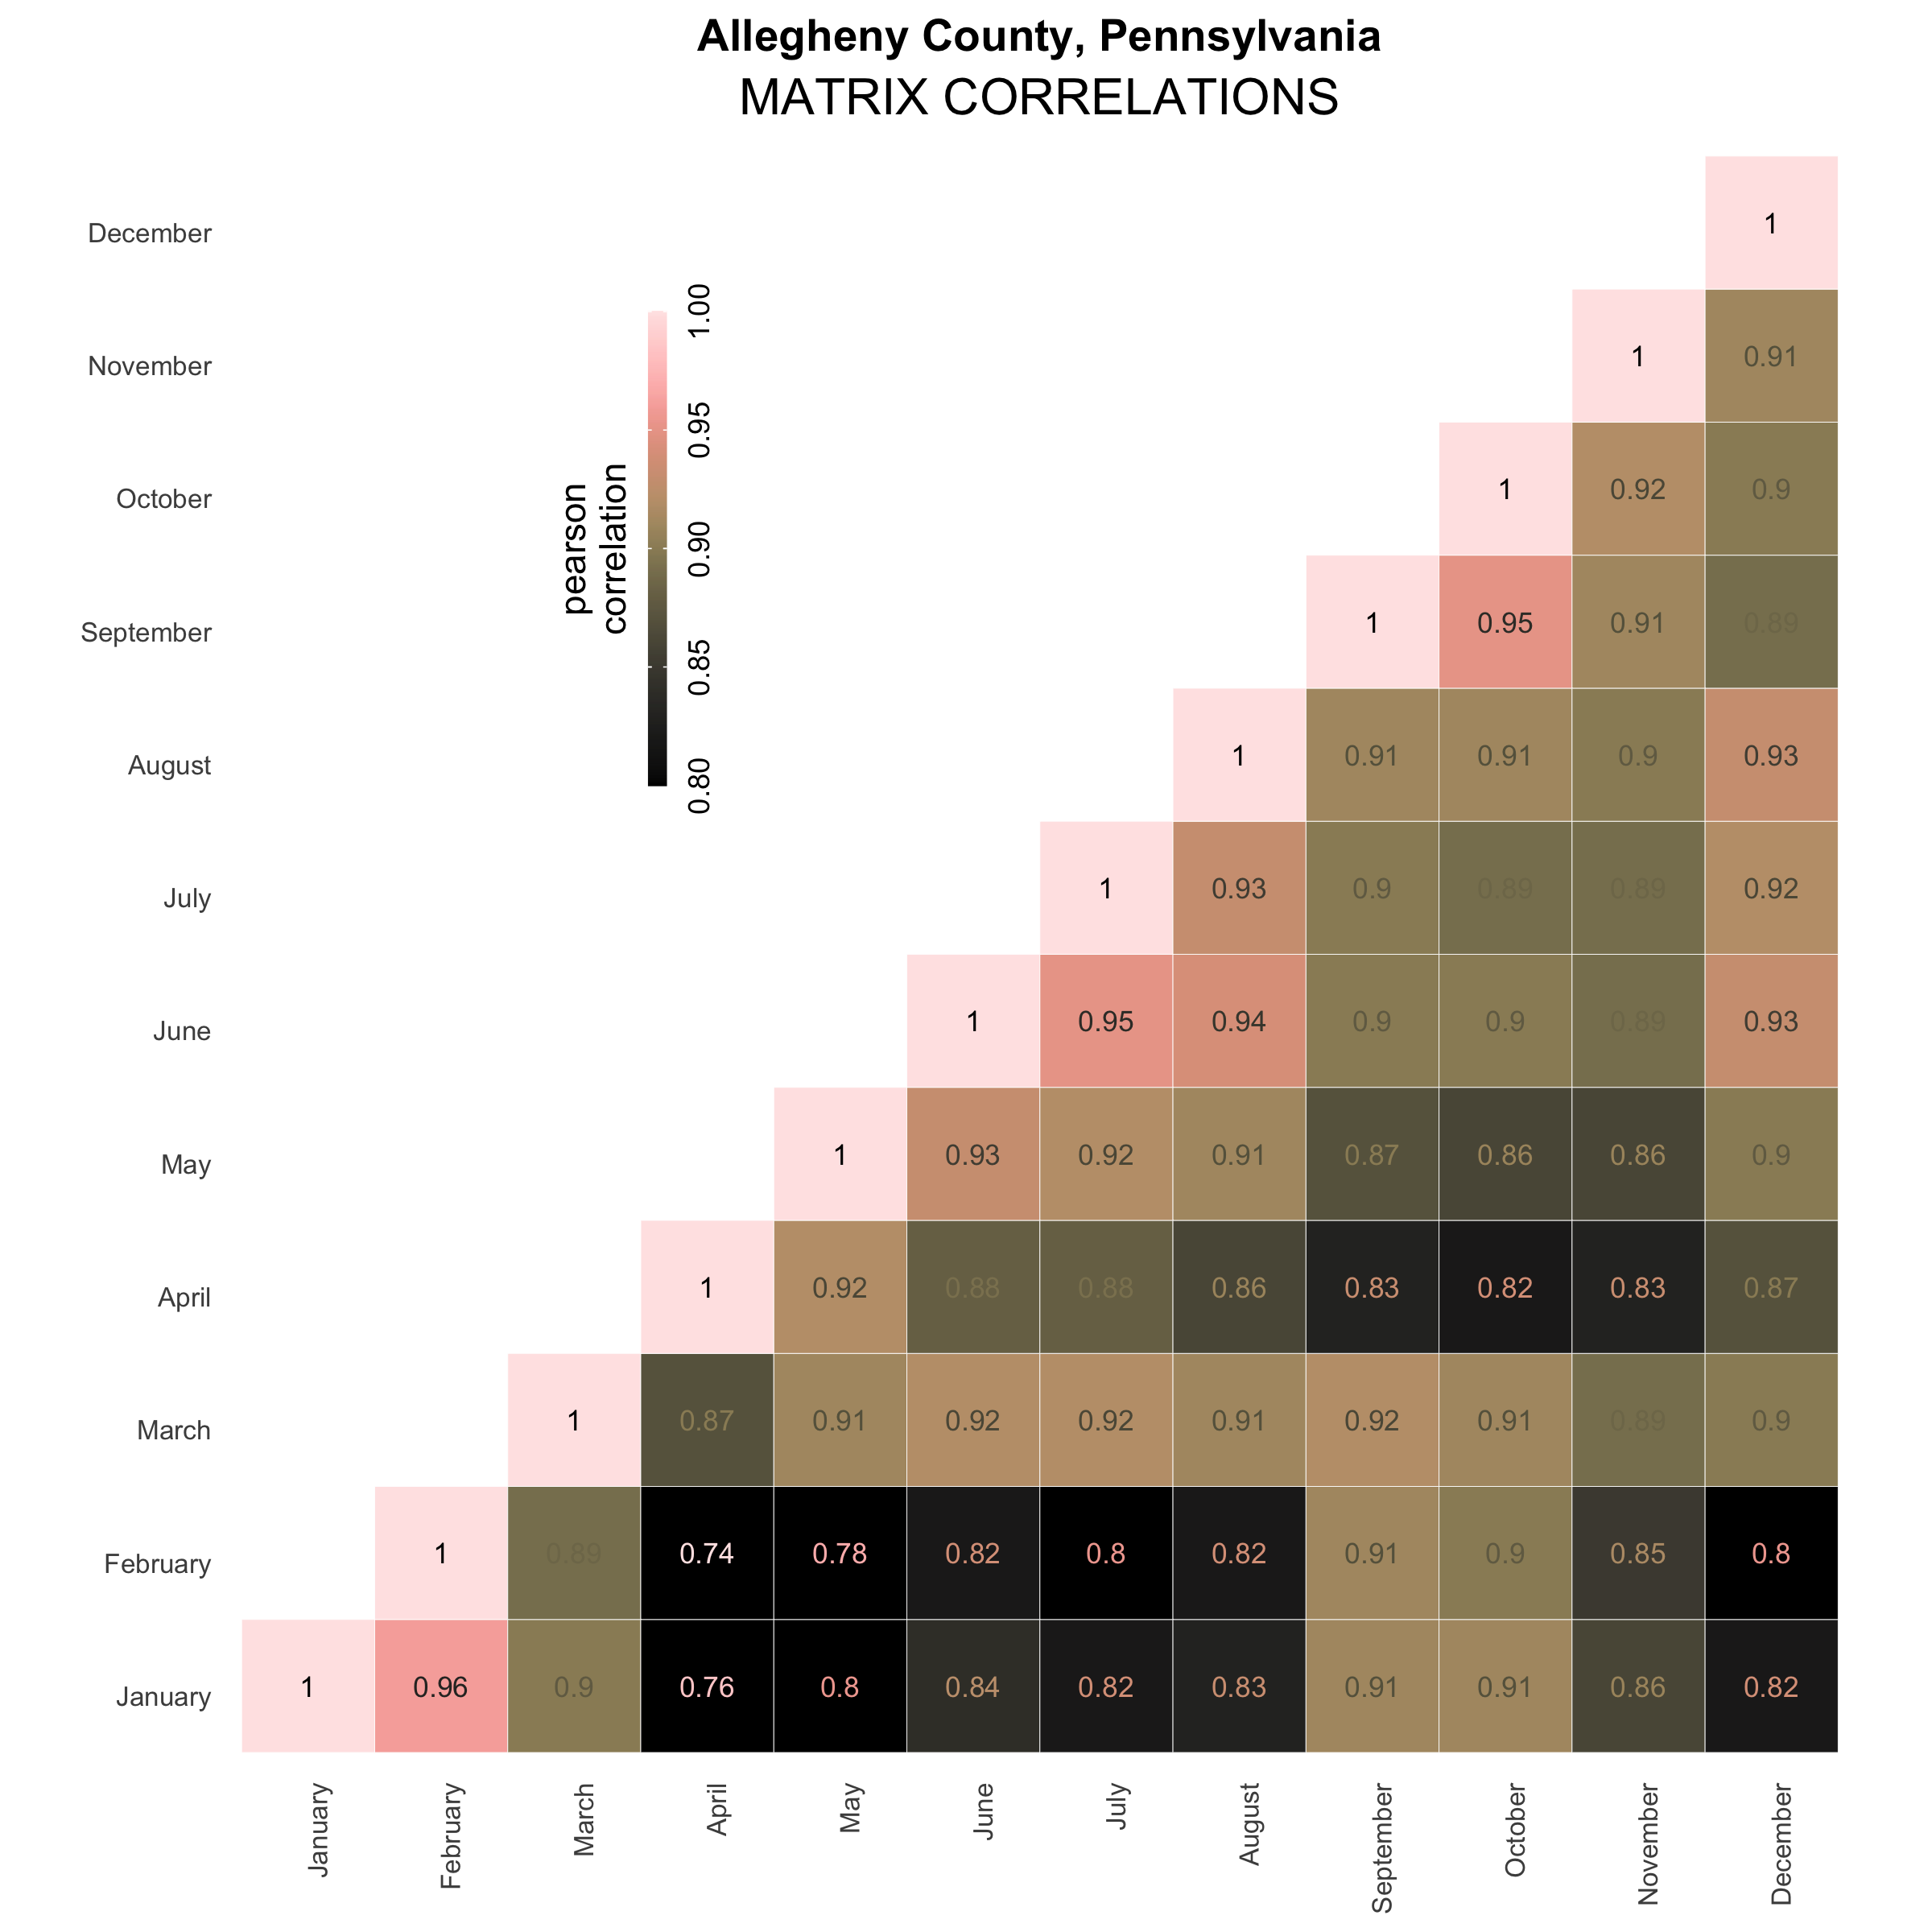 Allegheny County, Pennsylvania
MATRIX CORRELATIONS
December 1
November 1 0.91
October 1 0.92 0.9
September 1 0.95 0.91 0.89
August 1 0.91 0.91 0.9 0.93
July 1 0.93 0.9 0.89 0.89 0.92
June 1 0.95 0.94 0.9 0.9 0.89 0.93
May 1 0.93 0.92 0.91 0.87 0.86 0.86 0.9
April 1 0.92 0.88 0.88 0.86 0.83 0.82 0.83 0.87
March 1 0.87 0.91 0.92 0.92 0.91 0.92 0.91 0.89 0.9
February 1 0.89 0.74 0.78 0.82 0.8 0.82 0.91 0.9 0.85 0.8
January 1 0.96 0.9 0.76 0.8 0.84 0.82 0.83 0.91 0.91 0.86 0.82
January
February
March
April
May
June
July
August
September
October
November
December
pearson
correlation
0.80 0.85 0.90 0.95 1.00